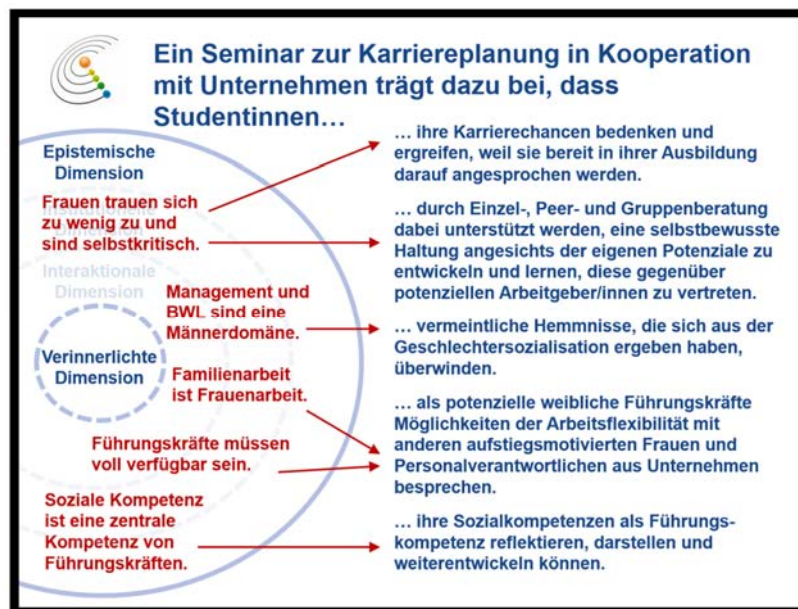 Ein Seminar zur Karriereplanung in Kooperation
mit Unternehmen trägt dazu bei, dass
Studentinnen…
Epistemische
Dimension
Frauen trauen sich
zu wenig zu und
sind selbstkritisch.
Institutionelle
Dimension
Interaktionale
Dimension
Management und
BWL sind eine
Männerdomäne.
Verinnerlichte
Dimension
Familienarbeit
ist Frauenarbeit.
Führungskräfte müssen
voll verfügbar sein.
Soziale Kompetenz
ist eine zentrale
Kompetenz von
Führungskräften.
… ihre Karrierechancen bedenken und
ergreifen, weil sie bereit in ihrer Ausbildung
darauf angesprochen werden.
… durch Einzel-, Peer- und Gruppenberatung
dabei unterstützt werden, eine selbstbewusste
Haltung angesichts der eigenen Potenziale zu
entwickeln und lernen, diese gegenüber
potenziellen Arbeitgeber/innen zu vertreten.
… vermeintliche Hemmnisse, die sich aus der
Geschlechtersozialisation ergeben haben,
überwinden.
… als potenzielle weibliche Führungskräfte
Möglichkeiten der Arbeitsflexibilität mit
anderen aufstiegsmotivierten Frauen und
Personalverantwortlichen aus Unternehmen
besprechen.
… ihre Sozialkompetenzen als Führungs-
kompetenz reflektieren, darstellen und
weiterentwickeln können.